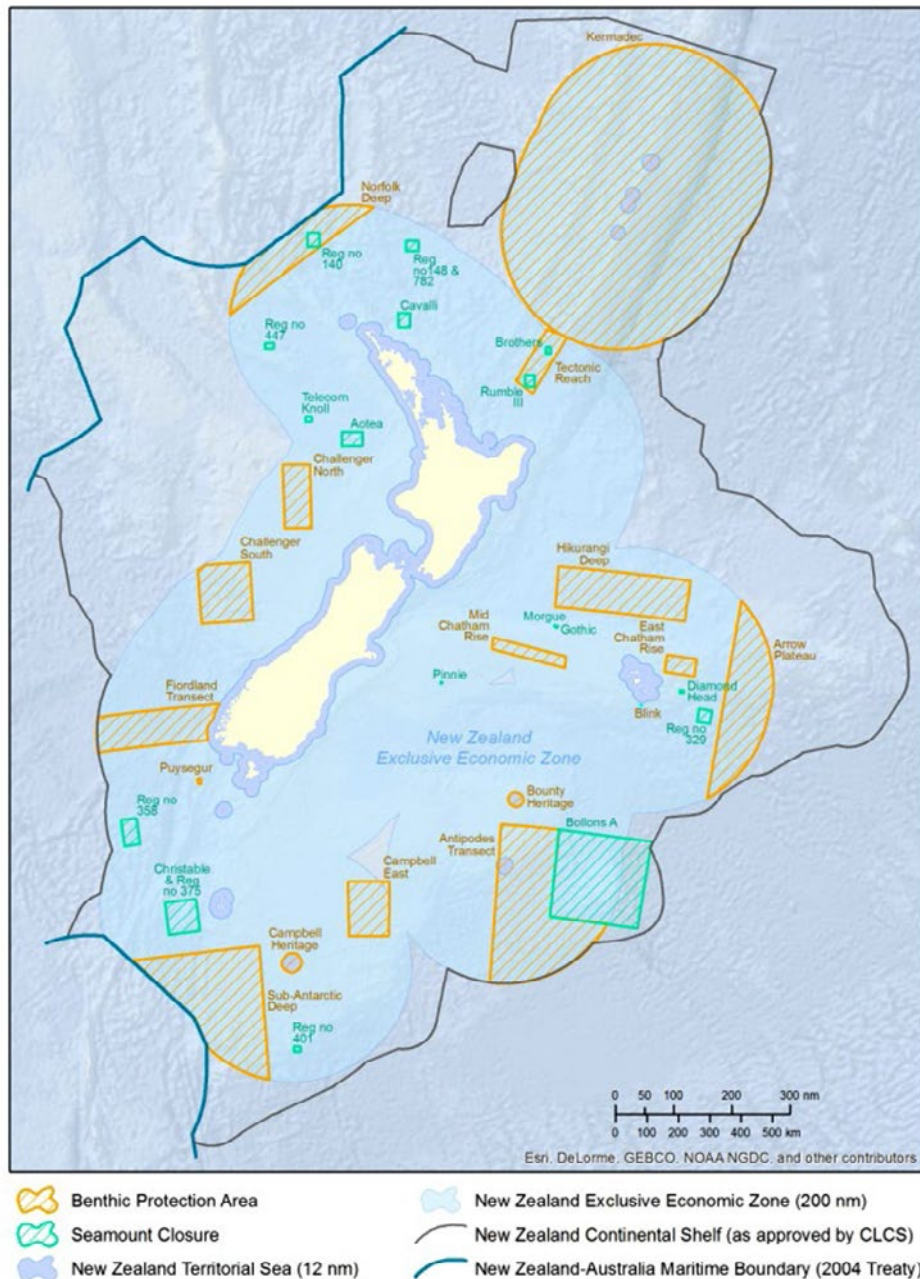 Kermadec
Norfolk
Deep
Reg no
140
Reg
no148 &
782
Cavalli
Reg no
447
Brothers
Tectonic
Reach
Rumble
III
Telecom
Knoll
Aotea
Challenger
North
Challenger
South
Hikurangi
Deep
Mid
Chatham
Rise
Morgue
Gothic
East
Chatham
Rise
Arrow
Plateau
Pinnie
Fiordland
Transect
Diamond
Head
Blink
Reg no
329
New Zealand
Exclusive Economic Zone
Puysegur
Bounty
Heritage
Reg no
358
Bollons A
Antipodes
Transect
Christable
& Reg
no 375
Campbell
East
Campbell
Heritage
Sub-Antarctic
Deep
Reg no
401
0 50 100 200 300 nm
0 100 200 300 400 500 km
Esri, DeLorme, GEBCO, NOAA NGDC, and other contributors
Benthic Protection Area
Seamount Closure
New Zealand Territorial Sea (12 nm)
New Zealand Exclusive Economic Zone (200 nm)
New Zealand Continental Shelf (as approved by CLCS)
New Zealand-Australia Maritime Boundary (2004 Treaty)